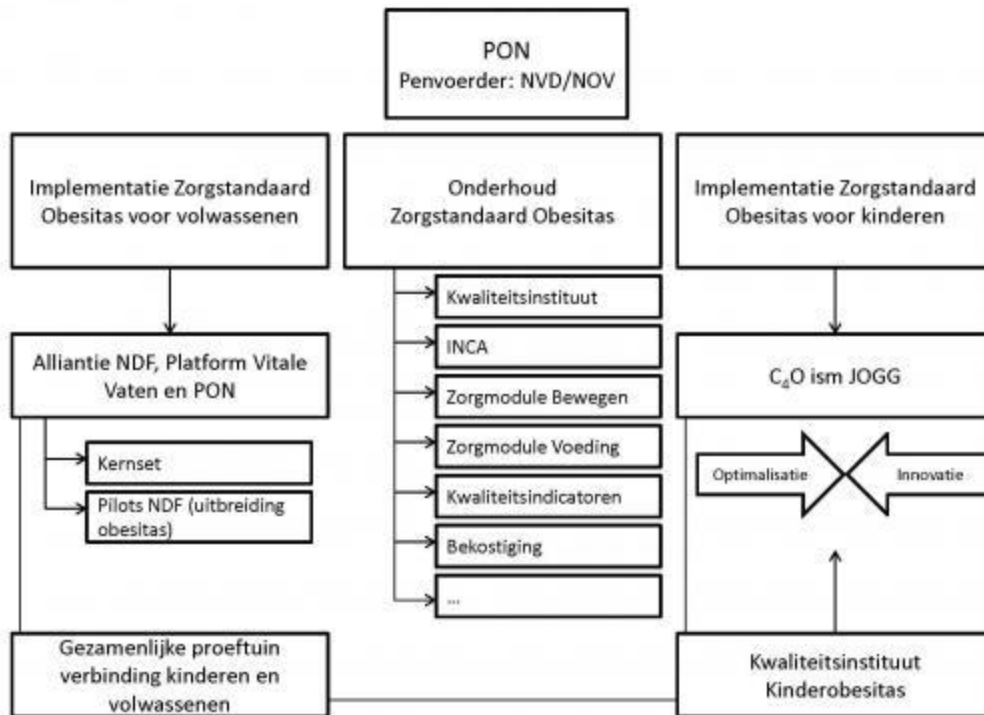 PON
Penvoerder: NVD/NOV
Implementatie Zorgstandaard
Obesitas voor volwassenen
Onderhoud
Zorgstandaard Obesitas
Implementatie Zorgstandaard
Obesitas voor kinderen
Alliantie NDF, Platform Vitale
Vaten en PON
Kernset
Pilots NDF (uitbreiding
obesitas)
Kwaliteitsinstituut
INCA
Zorgmodule Bewegen
Zorgmodule Voeding
Kwaliteitsindicatoren
Bekostiging
...
C₄O ism JOGG
Optimalisatie
Innovatie
Gezamenlijke proeftuin
verbinding kinderen en
volwassenen
Kwaliteitsinstituut
Kinderobesitas